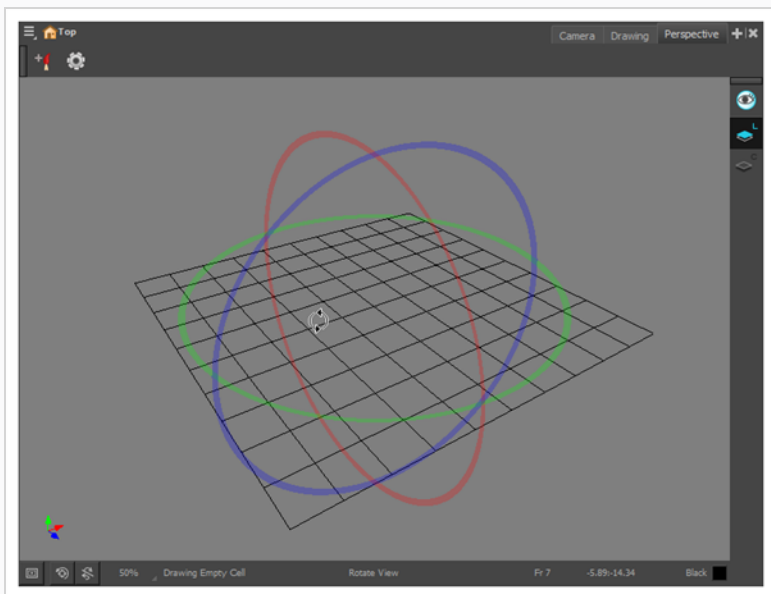 Top
Camera Drawing Perspective
L
50% Drawing Empty Cell Rotate View Fr 7 -5.89:-14.34 Black